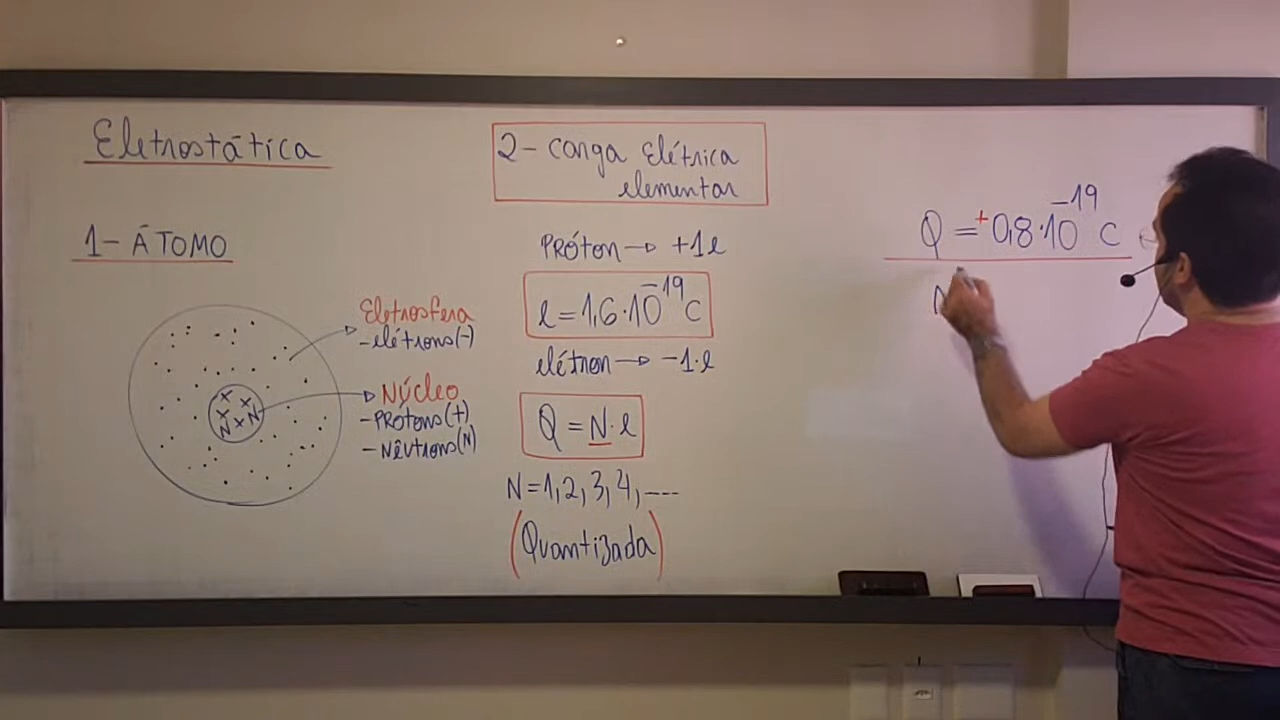 Eletrostática
1- ÁTOMO
Eletrosfera
-elétrons(-)
Núcleo
-PRótons(+)
-Nêutrons(N)
x
x
x
x
N
N
2- Carga Elétrica
elementar
PRóton → +1e
e=1,6·10⁻¹⁹C
elétron → -1·e
Q = N·e
N=1,2,3,4,----
(Quantizada)
Q =+0,8·10⁻¹⁹ C
N